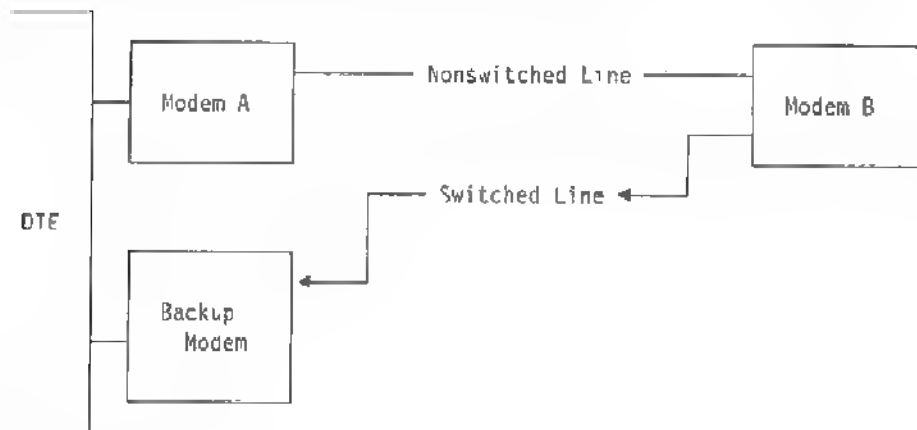 Nonswitched Line
Modem A
Modem B
Switched Line
DTE
Backup
Modem